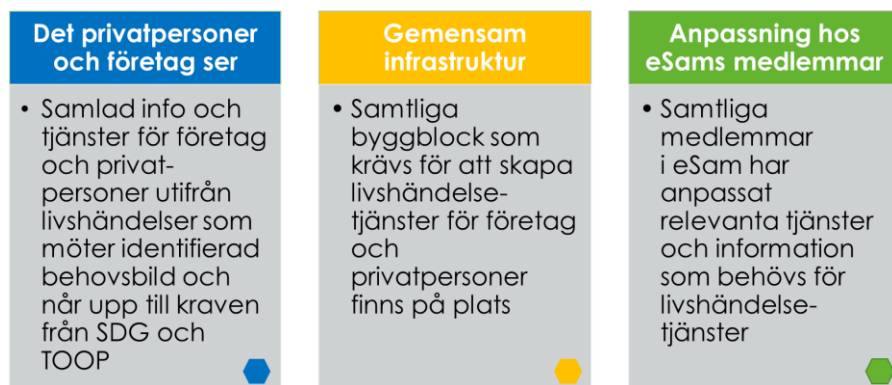 Det privatpersoner
och företag ser
• Samlad info och
tjänster för företag
och privat-
personer utifrån
livshändelser som
möter identifierad
behovsbild och
når upp till kraven
från SDG och
TOOP
Gemensam
infrastruktur
• Samtliga
byggblock som
krävs för att skapa
livshändelse-
tjänster för företag
och
privatpersoner
finns på plats
Anpassning hos
eSams medlemmar
• Samtliga
medlemmar
i eSam har
anpassat
relevanta tjänster
och information
som behövs för
livshändelse-
tjänster